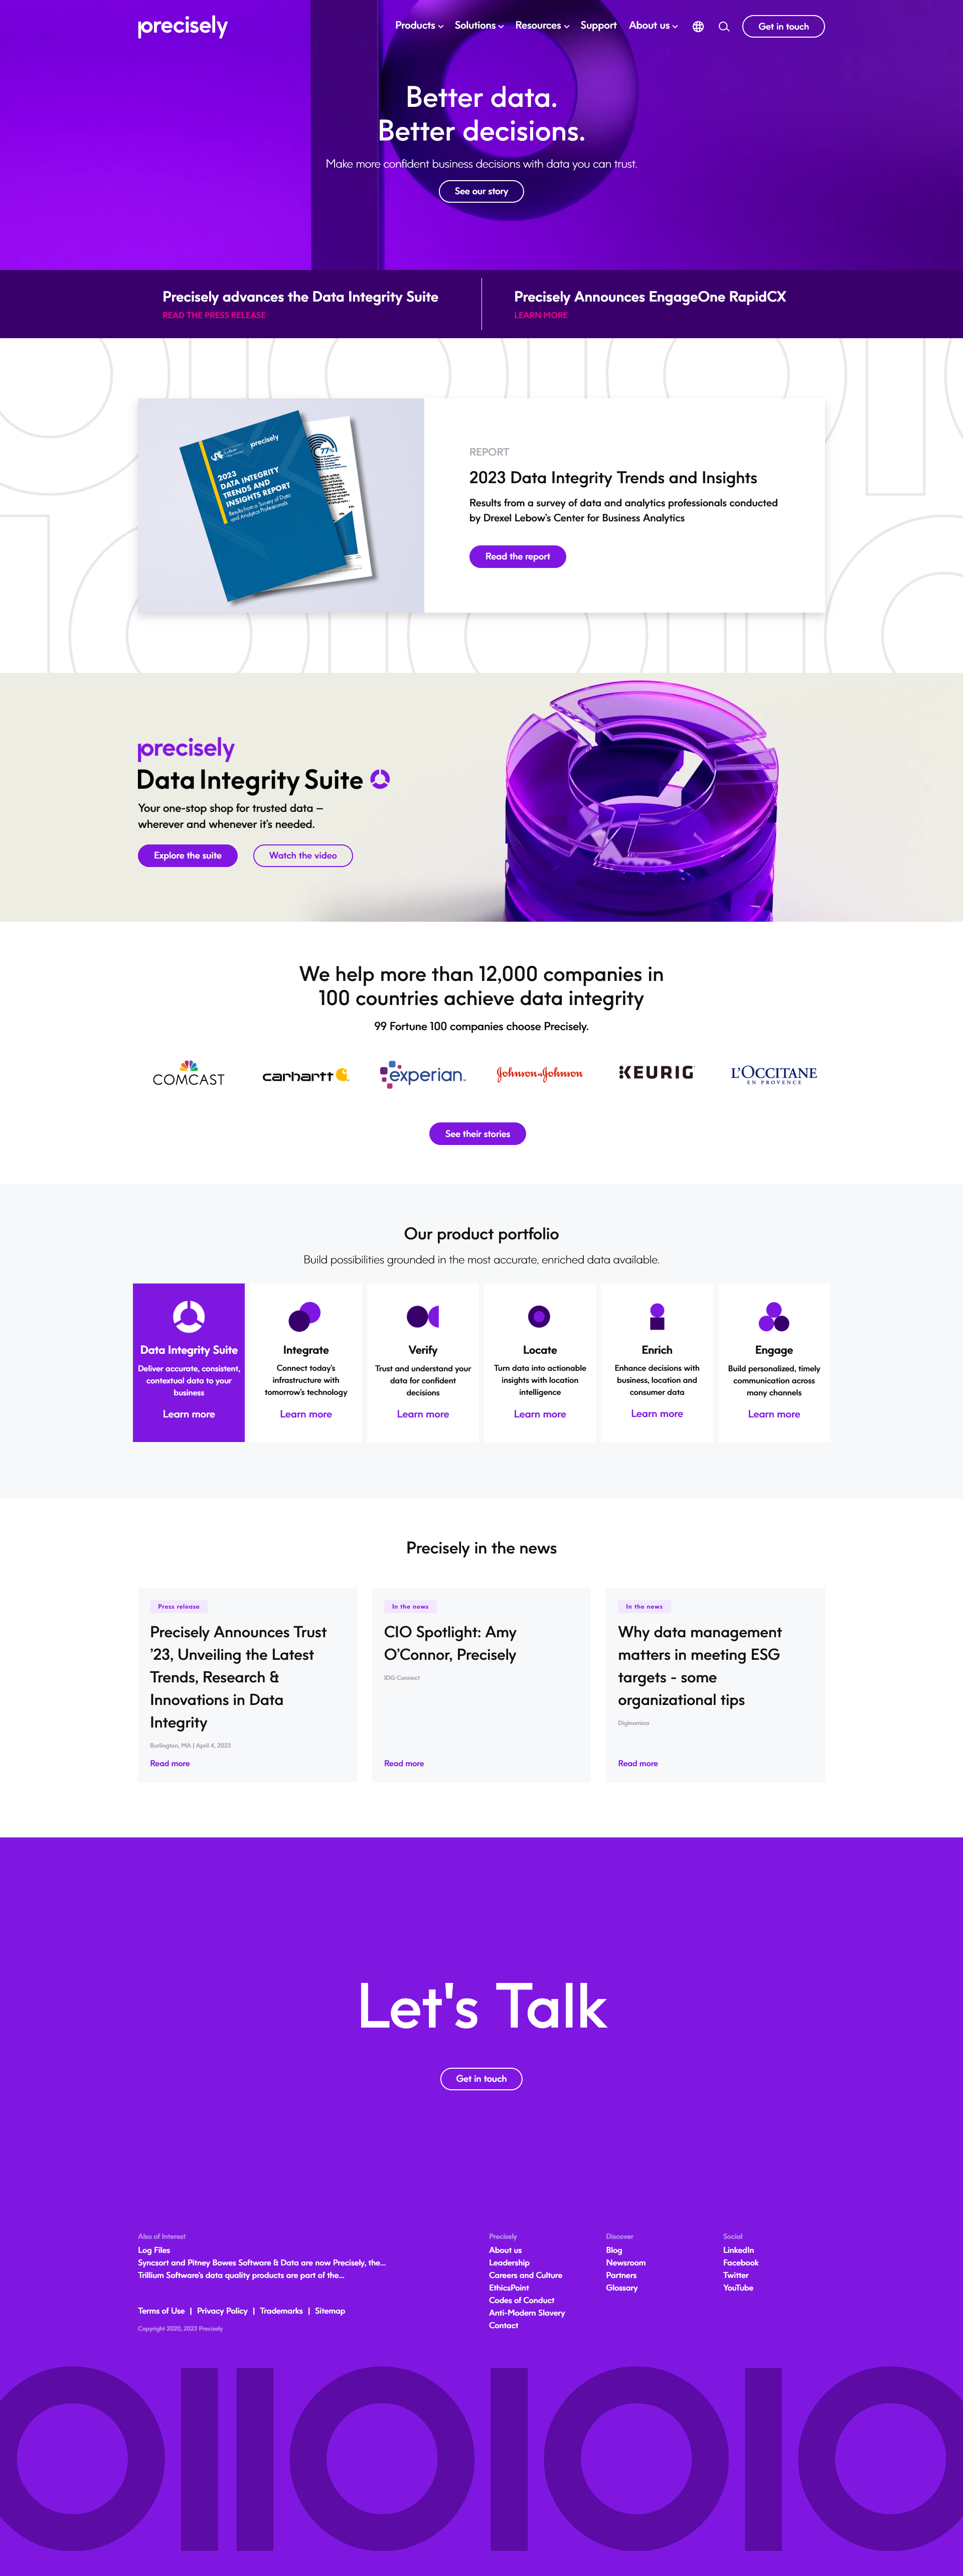 precisely
Products
Solutions
Resources
Support
About us
Get in touch
Better data.
Better decisions.
Make more confident business decisions with data you can trust.
See our story
Precisely advances the Data Integrity Suite
READ THE PRESS RELEASE
Precisely Announces EngageOne RapidCX
LEARN MORE
precisely
77%
2023
DATA INTEGRITY
TRENDS AND
INSIGHTS REPORT
Results from a Survey of Data
and Analytics Professionals
REPORT
2023 Data Integrity Trends and Insights
Results from a survey of data and analytics professionals conducted
by Drexel Lebow's Center for Business Analytics
Read the report
precisely
Data Integrity Suite
Your one-stop shop for trusted data –
wherever and whenever it's needed.
Explore the suite
Watch the video
We help more than 12,000 companies in
100 countries achieve data integrity
99 Fortune 100 companies choose Precisely.
COMCAST
carhartt
experian
Johnson & Johnson
KEURIG
L'OCCITANE
EN PROVENCE
See their stories
Our product portfolio
Build possibilities grounded in the most accurate, enriched data available.
Data Integrity Suite
Deliver accurate, consistent,
contextual data to your
business
Learn more
Integrate
Connect today's
infrastructure with
tomorrow's technology
Learn more
Verify
Trust and understand your
data for confident
decisions
Learn more
Locate
Turn data into actionable
insights with location
intelligence
Learn more
Enrich
Enhance decisions with
business, location and
consumer data
Learn more
Engage
Build personalized, timely
communication across
many channels
Learn more
Precisely in the news
Press release
Precisely Announces Trust
'23, Unveiling the Latest
Trends, Research &
Innovations in Data
Integrity
Burlington, MA | April 4, 2023
Read more
In the news
CIO Spotlight: Amy
O'Connor, Precisely
IDG Connect
Read more
In the news
Why data management
matters in meeting ESG
targets - some
organizational tips
Diginomica
Read more
Let's Talk
Get in touch
Also of Interest
Log Files
Syncsort and Pitney Bowes Software & Data are now Precisely, the...
Trillium Software's data quality products are part of the...
Terms of Use | Privacy Policy | Trademarks | Sitemap
Copyright 2020, 2023 Precisely
Precisely
About us
Leadership
Careers and Culture
EthicsPoint
Codes of Conduct
Anti-Modern Slavery
Contact
Discover
Blog
Newsroom
Partners
Glossary
Social
LinkedIn
Facebook
Twitter
YouTube